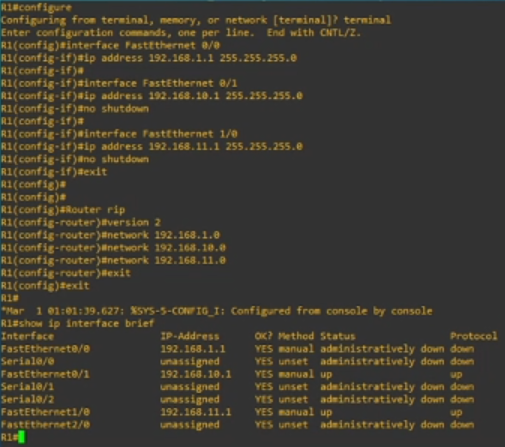 R1#configure
Configuring from terminal, memory, or network [terminal]? terminal
Enter configuration commands, one per line.  End with CNTL/Z.
R1(config)#interface FastEthernet 0/0
R1(config-if)#ip address 192.168.1.1 255.255.255.0
R1(config-if)#
R1(config-if)#interface FastEthernet 0/1
R1(config-if)#ip address 192.168.10.1 255.255.255.0
R1(config-if)#no shutdown
R1(config-if)#
R1(config-if)#interface FastEthernet 1/0
R1(config-if)#ip address 192.168.11.1 255.255.255.0
R1(config-if)#no shutdown
R1(config-if)#exit
R1(config)#
R1(config)#
R1(config)#Router rip
R1(config-router)#version 2
R1(config-router)#network 192.168.1.0
R1(config-router)#network 192.168.10.0
R1(config-router)#network 192.168.11.0
R1(config-router)#exit
R1(config)#exit
R1#
*Mar  1 01:01:39.627: %SYS-5-CONFIG_I: Configured from console by console
R1#show ip interface brief
Interface IP-Address OK? Method Status Protocol
FastEthernet0/0 192.168.1.1 YES manual administratively down down
Serial0/0 unassigned YES unset administratively down down
FastEthernet0/1 192.168.10.1 YES manual up up
Serial0/1 unassigned YES unset administratively down down
Serial0/2 unassigned YES unset administratively down down
FastEthernet1/0 192.168.11.1 YES manual up up
FastEthernet2/0 unassigned YES unset administratively down down
R1#